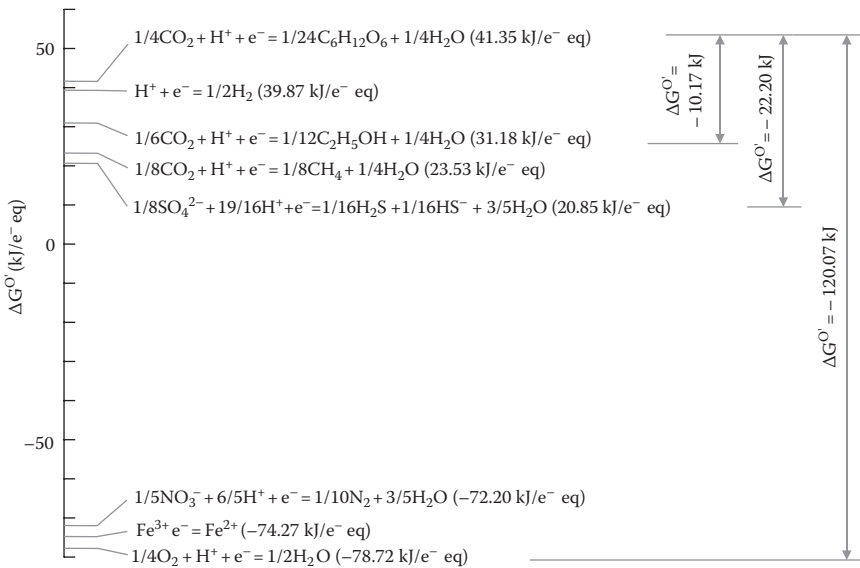 50
0
−50
ΔG⁰' (kJ/e⁻ eq)
1/4CO₂ + H⁺ + e⁻ = 1/24C₆H₁₂O₆ + 1/4H₂O (41.35 kJ/e⁻ eq)
H⁺ + e⁻ = 1/2H₂ (39.87 kJ/e⁻ eq)
1/6CO₂ + H⁺ + e⁻ = 1/12C₂H₅OH + 1/4H₂O (31.18 kJ/e⁻ eq)
1/8CO₂ + H⁺ + e⁻ = 1/8CH₄ + 1/4H₂O (23.53 kJ/e⁻ eq)
1/8SO₄²⁻ + 19/16H⁺ +e⁻=1/16H₂S +1/16HS⁻ + 3/5H₂O (20.85 kJ/e⁻ eq)
1/5NO₃⁻ + 6/5H⁺ + e⁻ = 1/10N₂ + 3/5H₂O (−72.20 kJ/e⁻ eq)
Fe³⁺ e⁻ = Fe²⁺ (−74.27 kJ/e⁻ eq)
1/4O₂ + H⁺ + e⁻ = 1/2H₂O (−78.72 kJ/e⁻ eq)
ΔG⁰' =
− 10.17 kJ
ΔG⁰' = − 22.20 kJ
ΔG⁰' = − 120.07 kJ